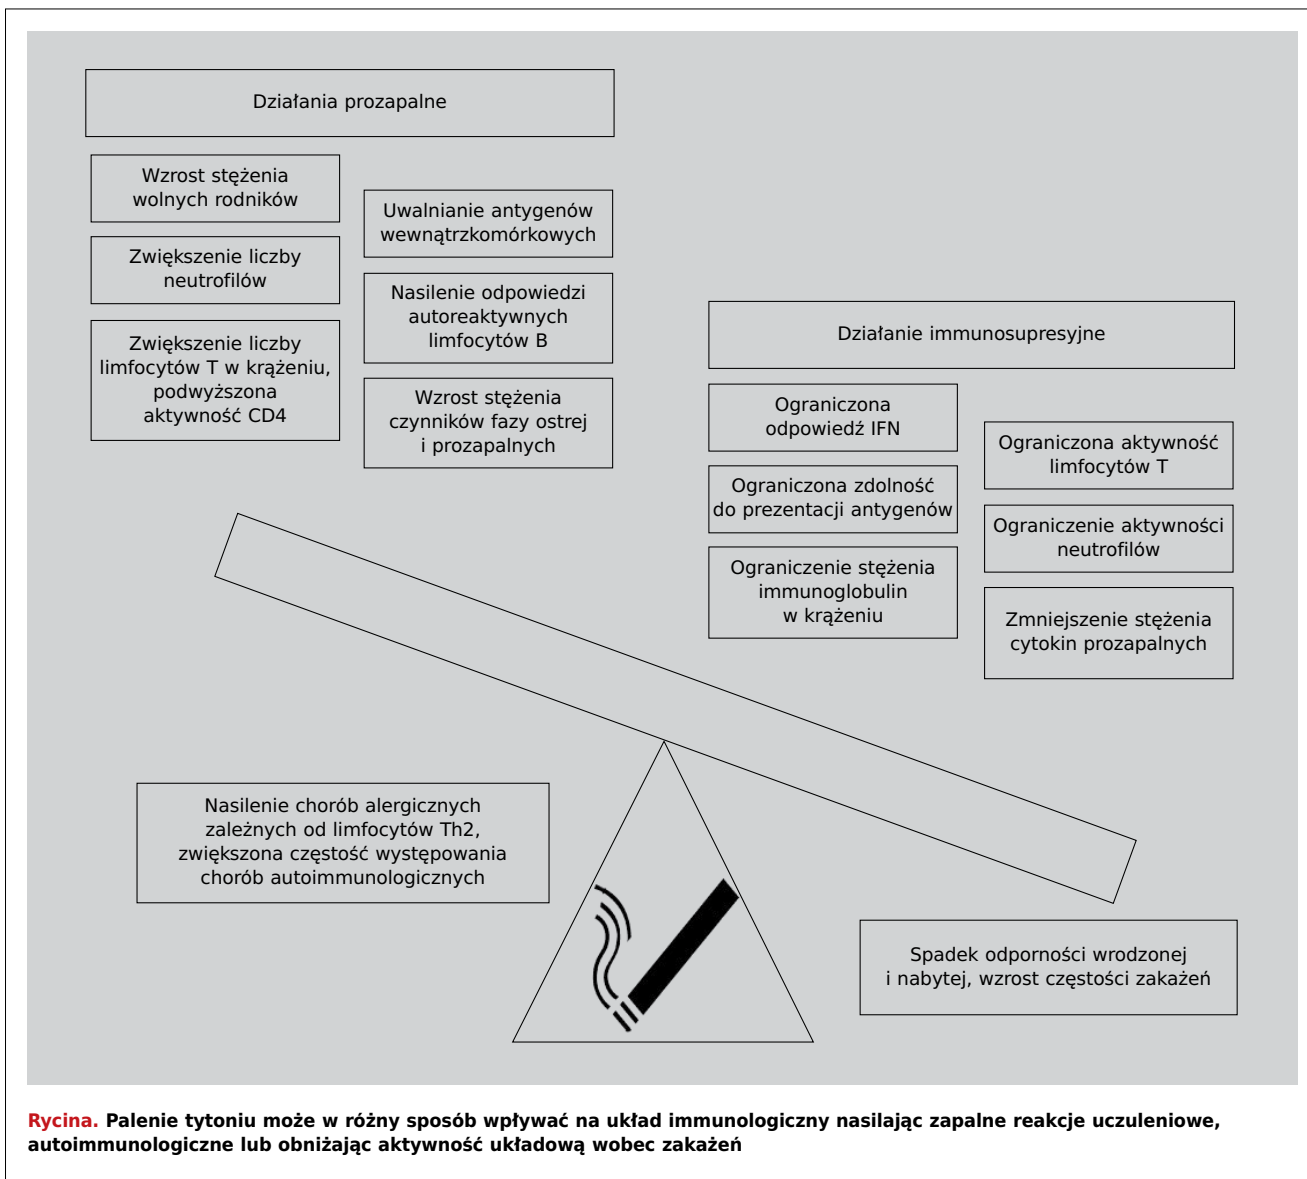 Działania prozapalne
Wzrost stężenia
wolnych rodników
Zwiększenie liczby
neutrofilów
Zwiększenie liczby
limfocytów T w krążeniu,
podwyższona
aktywność CD4
Uwalnianie antygenów
wewnątrzkomórkowych
Nasilenie odpowiedzi
autoreaktywnych
limfocytów B
Wzrost stężenia
czynników fazy ostrej
i prozapalnych
Działanie immunosupresyjne
Ograniczona
odpowiedź IFN
Ograniczona zdolność
do prezentacji antygenów
Ograniczenie stężenia
immunoglobulin
w krążeniu
Ograniczona aktywność
limfocytów T
Ograniczenie aktywności
neutrofilów
Zmniejszenie stężenia
cytokin prozapalnych
Nasilenie chorób alergicznych
zależnych od limfocytów Th2,
zwiększona częstość występowania
chorób autoimmunologicznych
Spadek odporności wrodzonej
i nabytej, wzrost częstości zakażeń
Rycina. Palenie tytoniu może w różny sposób wpływać na układ immunologiczny nasilając zapalne reakcje uczuleniowe,
autoimmunologiczne lub obniżając aktywność układową wobec zakażeń